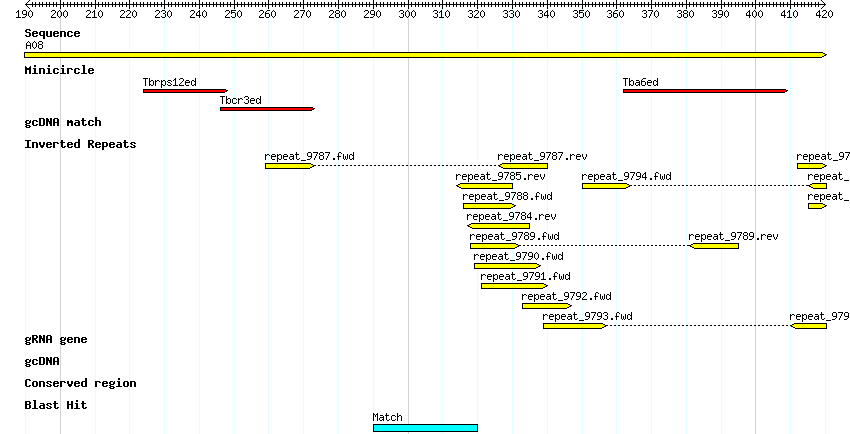 190 200 210 220 230 240 250 260 270 280 290 300 310 320 330 340 350 360 370 380 390 400 410 420
Sequence
A08
Minicircle
Tbrps12ed Tba6ed
Tbcr3ed
gcDNA match
Inverted Repeats
repeat_9787.fwd repeat_9787.rev repeat_97
repeat_9785.rev repeat_9794.fwd repeat_
repeat_9788.fwd repeat_
repeat_9784.rev
repeat_9789.fwd repeat_9789.rev
repeat_9790.fwd
repeat_9791.fwd
repeat_9792.fwd
repeat_9793.fwd repeat_979
gRNA gene
gcDNA
Conserved region
Blast Hit
Match